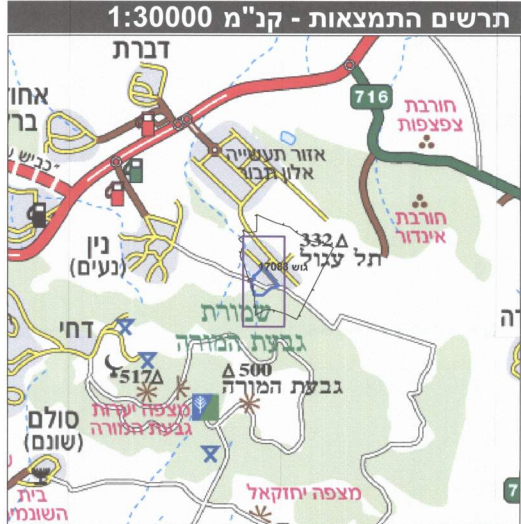 תרשים התמצאות - קנ"מ 1:30000
דברת
716
חורבת
צפצפות
אזור תעשייה
אלון תבור
חורבת
אינדור
נין
(נעים)
332
תל עגול
גוש 17083
שמורת
גבעת המורה
דחי
517
500
גבעת המורה
מצפה יערות
גבעת המורה
סולם
(שונם)
מצפה יחזקאל
בית